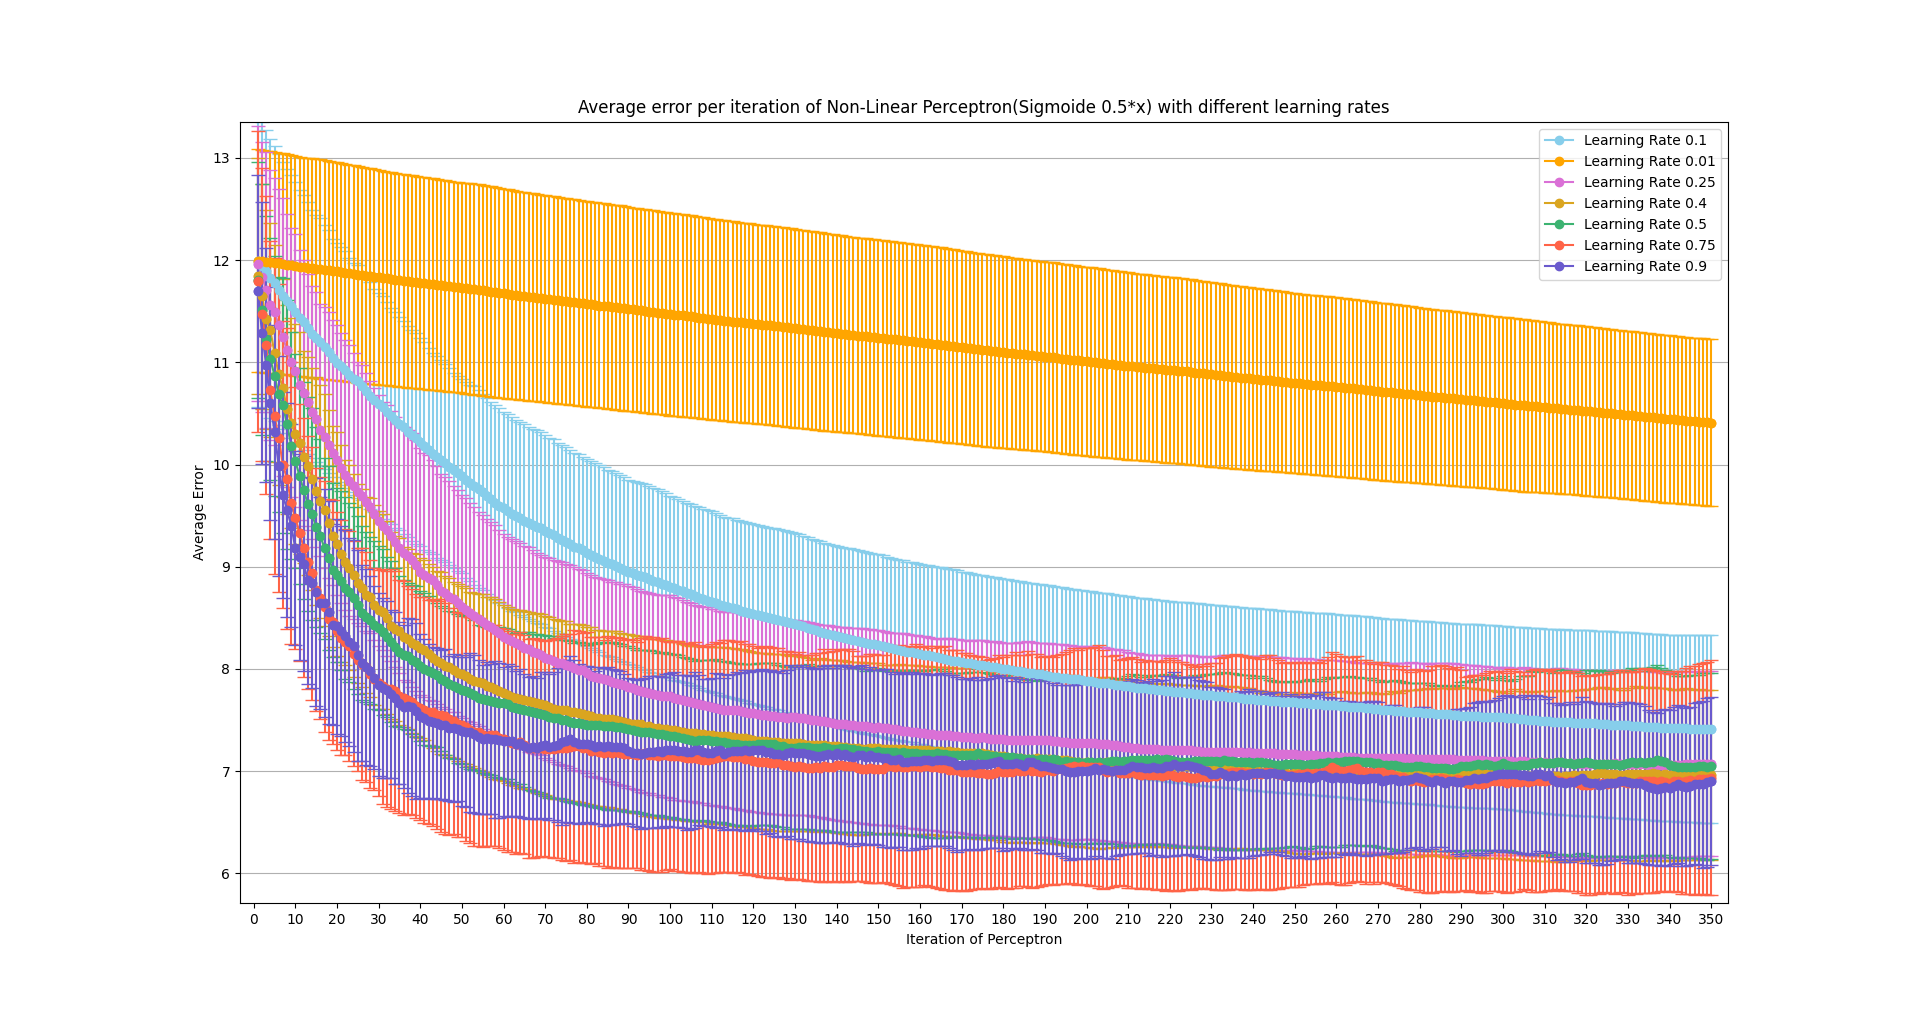 Average error per iteration of Non-Linear Perceptron(Sigmoide 0.5*x) with different learning rates
Learning Rate 0.1
Learning Rate 0.01
Learning Rate 0.25
Learning Rate 0.4
Learning Rate 0.5
Learning Rate 0.75
Learning Rate 0.9
13
12
11
10
9
8
7
6
Average Error
0 10 20 30 40 50 60 70 80 90 100 110 120 130 140 150 160 170 180 190 200 210 220 230 240 250 260 270 280 290 300 310 320 330 340 350
Iteration of Perceptron